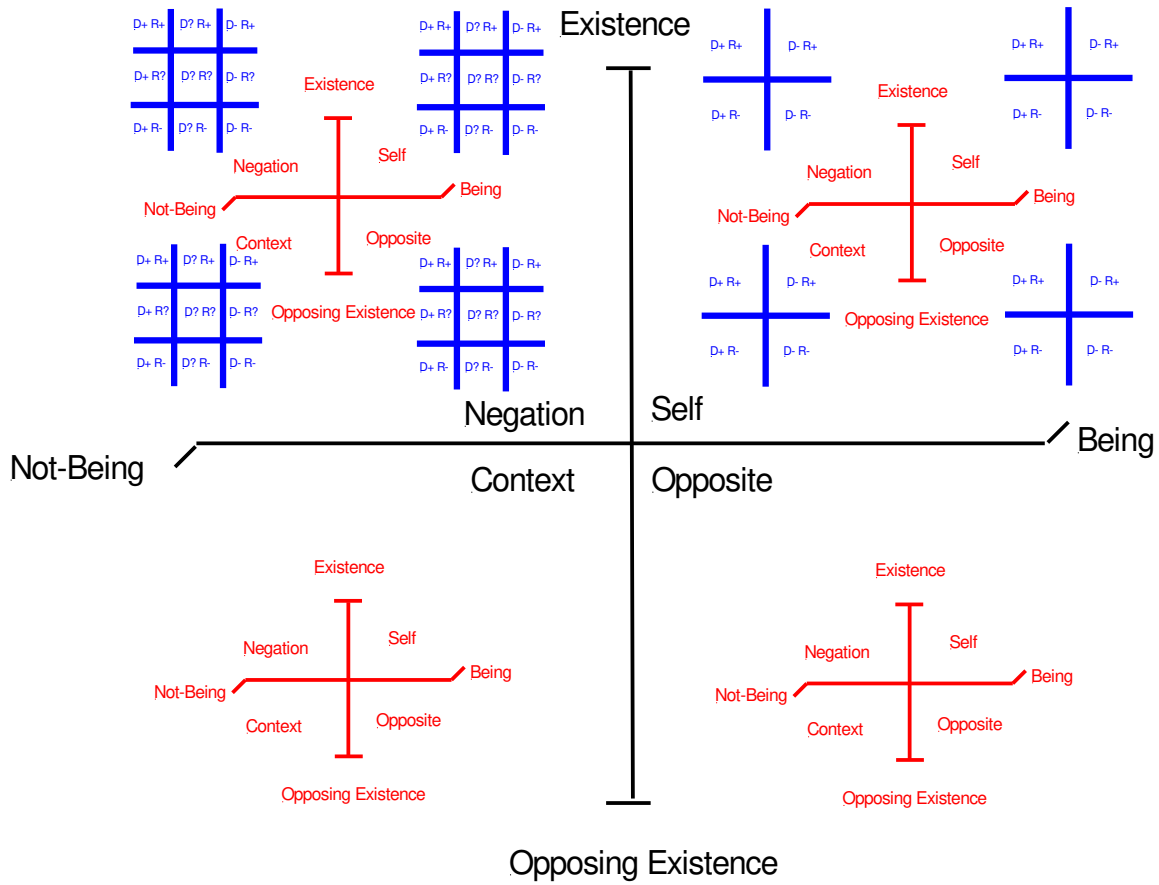 Existence
D+ R+ D? R+ D- R+
D+ R? D? R? D- R?
D+ R- D? R- D- R-
D+ R+ D? R+ D- R+
D+ R? D? R? D- R?
D+ R- D? R- D- R-
Existence
Negation
Self
Not-Being
Being
Context
Opposite
Opposing Existence
D+ R+ D? R+ D- R+
D+ R? D? R? D- R?
D+ R- D? R- D- R-
D+ R+ D? R+ D- R+
D+ R? D? R? D- R?
D+ R- D? R- D- R-
D+ R+ D- R+
D+ R- D- R-
D+ R+ D- R+
D+ R- D- R-
Existence
Negation
Self
Not-Being
Being
Context
Opposite
Opposing Existence
D+ R+ D- R+
D+ R- D- R-
D+ R+ D- R+
D+ R- D- R-
Negation
Self
Not-Being
Being
Context
Opposite
Existence
Negation
Self
Not-Being
Being
Context
Opposite
Opposing Existence
Existence
Negation
Self
Not-Being
Being
Context
Opposite
Opposing Existence
Opposing Existence